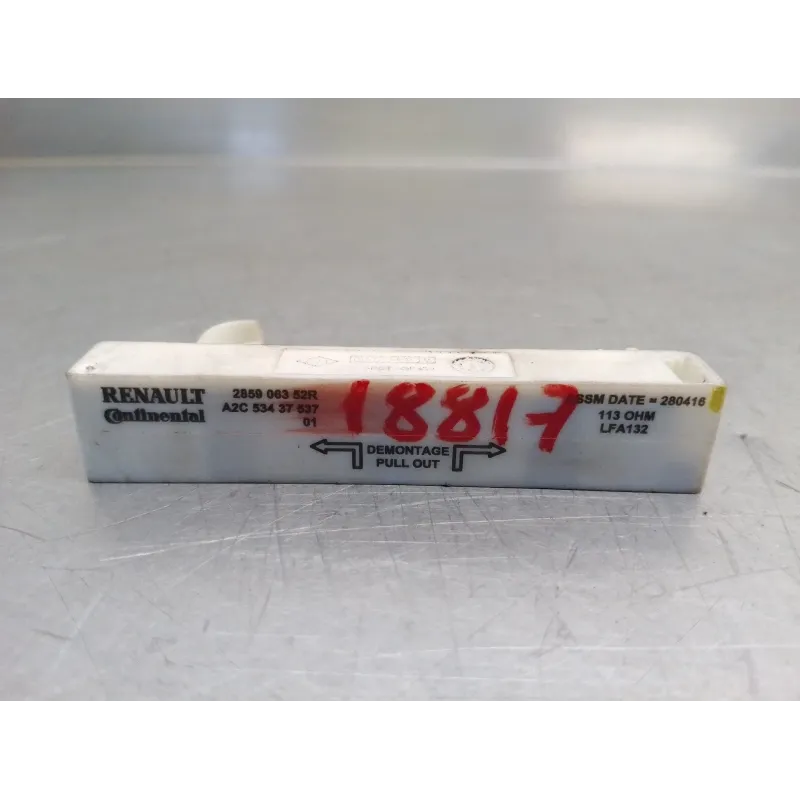 RENAULT
Continental
2859 063 52R
A2C 534 37 537
01
18817
DEMONTAGE
PULL OUT
SSM DATE = 280416
113 OHM
LFA132